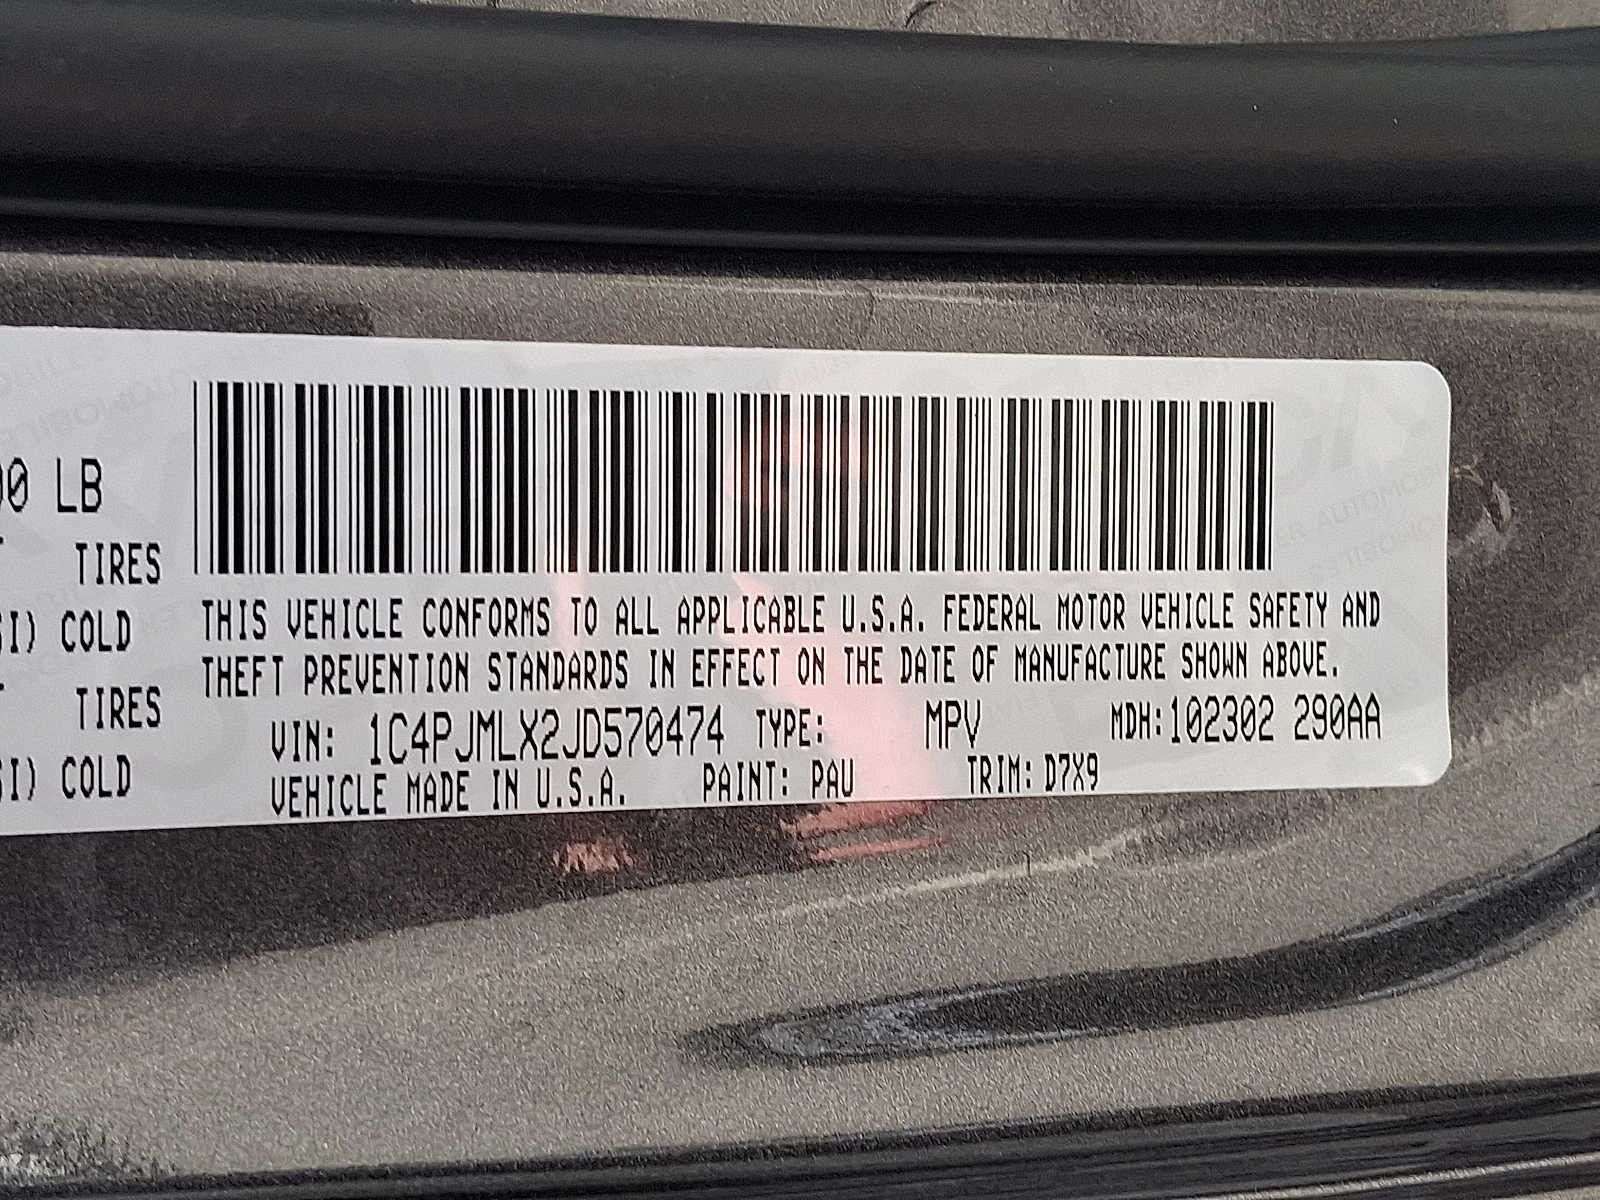 00 LB
TIRES
SI) COLD
TIRES
SI) COLD
THIS VEHICLE CONFORMS TO ALL APPLICABLE U.S.A. FEDERAL MOTOR VEHICLE SAFETY AND
THEFT PREVENTION STANDARDS IN EFFECT ON THE DATE OF MANUFACTURE SHOWN ABOVE.
VIN: 1C4PJMLX2JD570474 TYPE: MPV MDH:102302 290AA
VEHICLE MADE IN U.S.A. PAINT: PAU TRIM: D7X9